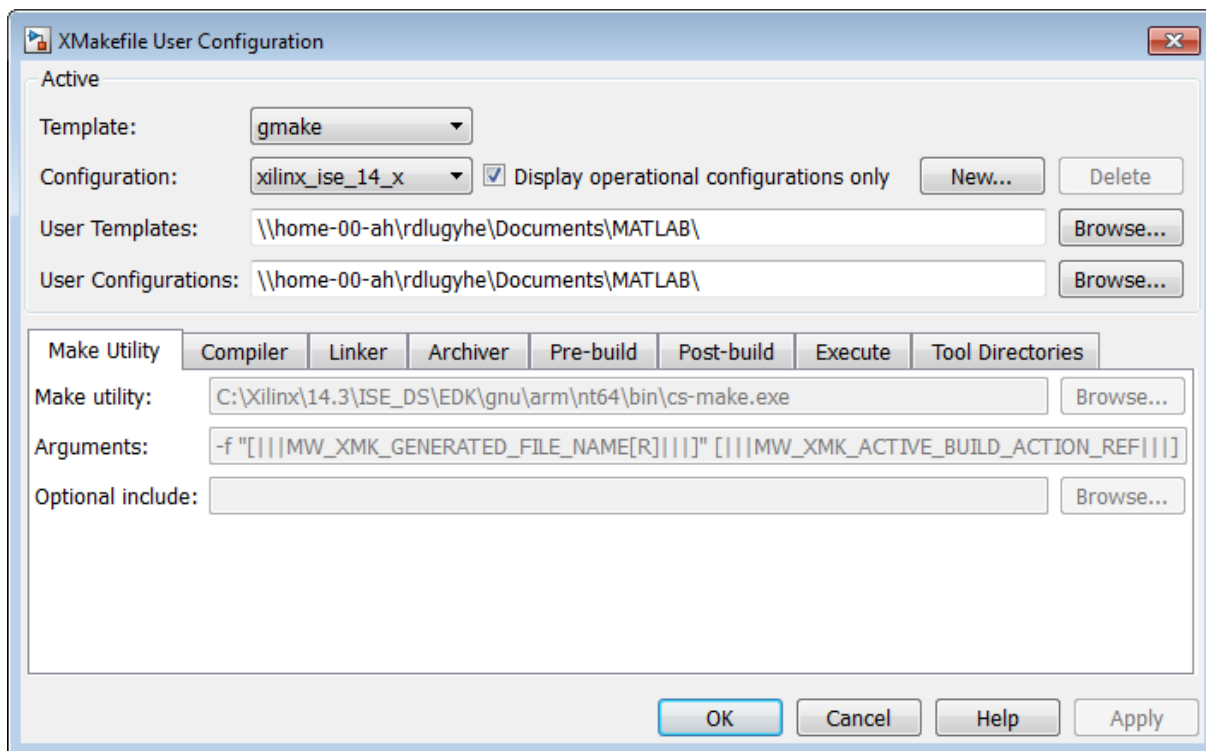 XMakefile User Configuration
Active
Template: gmake
Configuration: xilinx_ise_14_x Display operational configurations only New... Delete
User Templates: \\home-00-ah\rdlugyhe\Documents\MATLAB\ Browse...
User Configurations: \\home-00-ah\rdlugyhe\Documents\MATLAB\ Browse...
Make Utility Compiler Linker Archiver Pre-build Post-build Execute Tool Directories
Make utility: C:\Xilinx\14.3\ISE_DS\EDK\gnu\arm\nt64\bin\cs-make.exe Browse...
Arguments: -f "[|||MW_XMK_GENERATED_FILE_NAME[R]|||]" [|||MW_XMK_ACTIVE_BUILD_ACTION_REF|||]
Optional include: Browse...
OK Cancel Help Apply